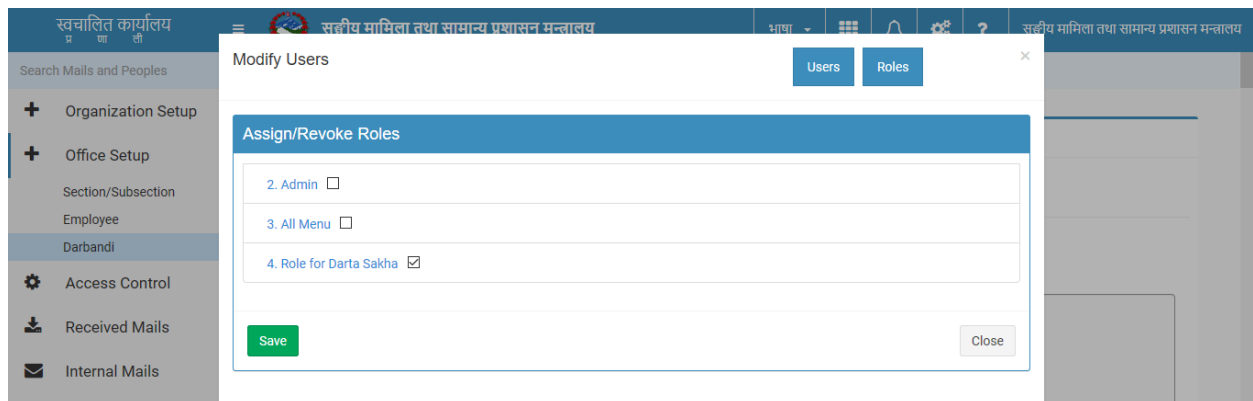 स्वचालित कार्यालय
प्र णा ली
सङ्घीय मामिला तथा सामान्य प्रशासन मन्त्रालय
भाषा
?
सङ्घीय मामिला तथा सामान्य प्रशासन मन्त्रालय
Search Mails and Peoples
Modify Users
Users
Roles
×
Organization Setup
Office Setup
Section/Subsection
Employee
Darbandi
Access Control
Received Mails
Internal Mails
Assign/Revoke Roles
2. Admin
3. All Menu
4. Role for Darta Sakha
Save
Close